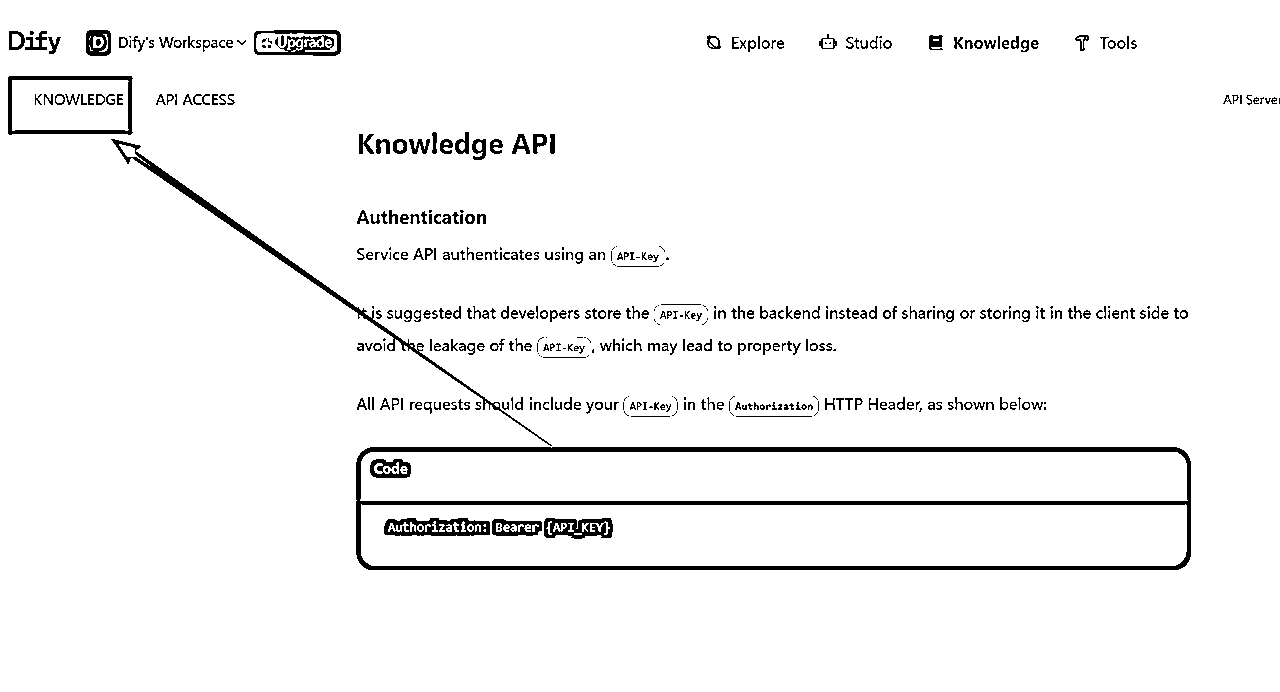 Dify Dify's Workspace Upgrade Explore Studio Knowledge Tools
KNOWLEDGE API ACCESS API Server
Knowledge API
Authentication
Service API authenticates using an API-Key.
It is suggested that developers store the API-Key in the backend instead of sharing or storing it in the client side to
avoid the leakage of the API-Key, which may lead to property loss.
All API requests should include your API-Key in the Authorization HTTP Header, as shown below:
Code
Authorization: Bearer {API_KEY}